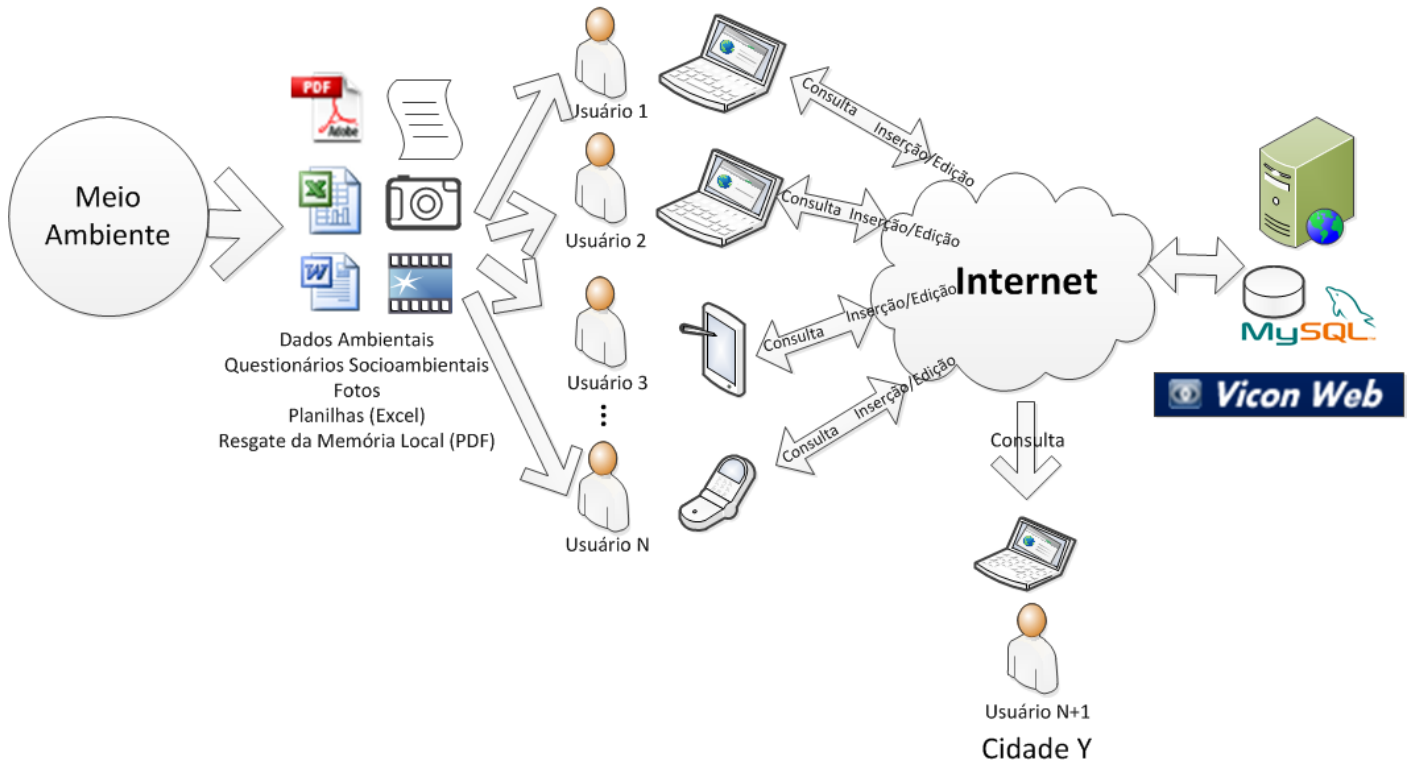 Meio
Ambiente
PDF
Adobe
Dados Ambientais
Questionários Socioambientais
Fotos
Planilhas (Excel)
Resgate da Memória Local (PDF)
Usuário 1
Usuário 2
Usuário 3
Usuário N
Consulta Inserção/Edição
Consulta Inserção/Edição
Consulta Inserção/Edição
Consulta Inserção/Edição
Internet
MySQL
Vicon Web
Consulta
Usuário N+1
Cidade Y